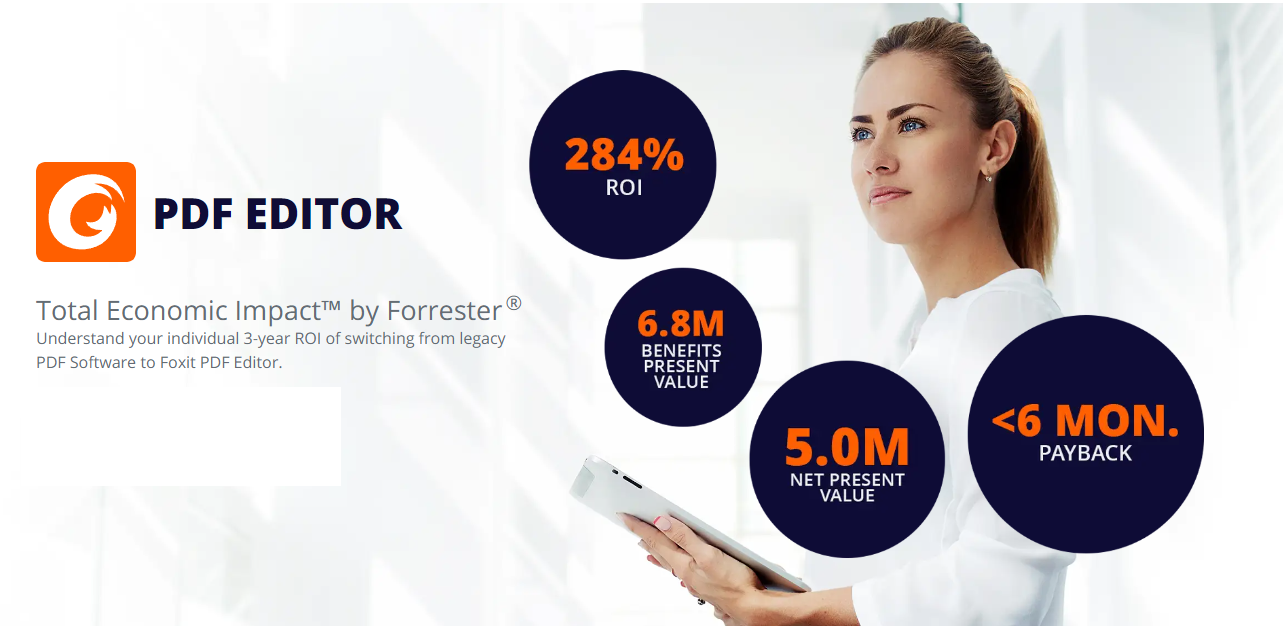 PDF EDITOR
Total Economic Impact™ by Forrester®
Understand your individual 3-year ROI of switching from legacy
PDF Software to Foxit PDF Editor.
284%
ROI
6.8M
BENEFITS
PRESENT
VALUE
5.0M
NET PRESENT
VALUE
<6 MON.
PAYBACK